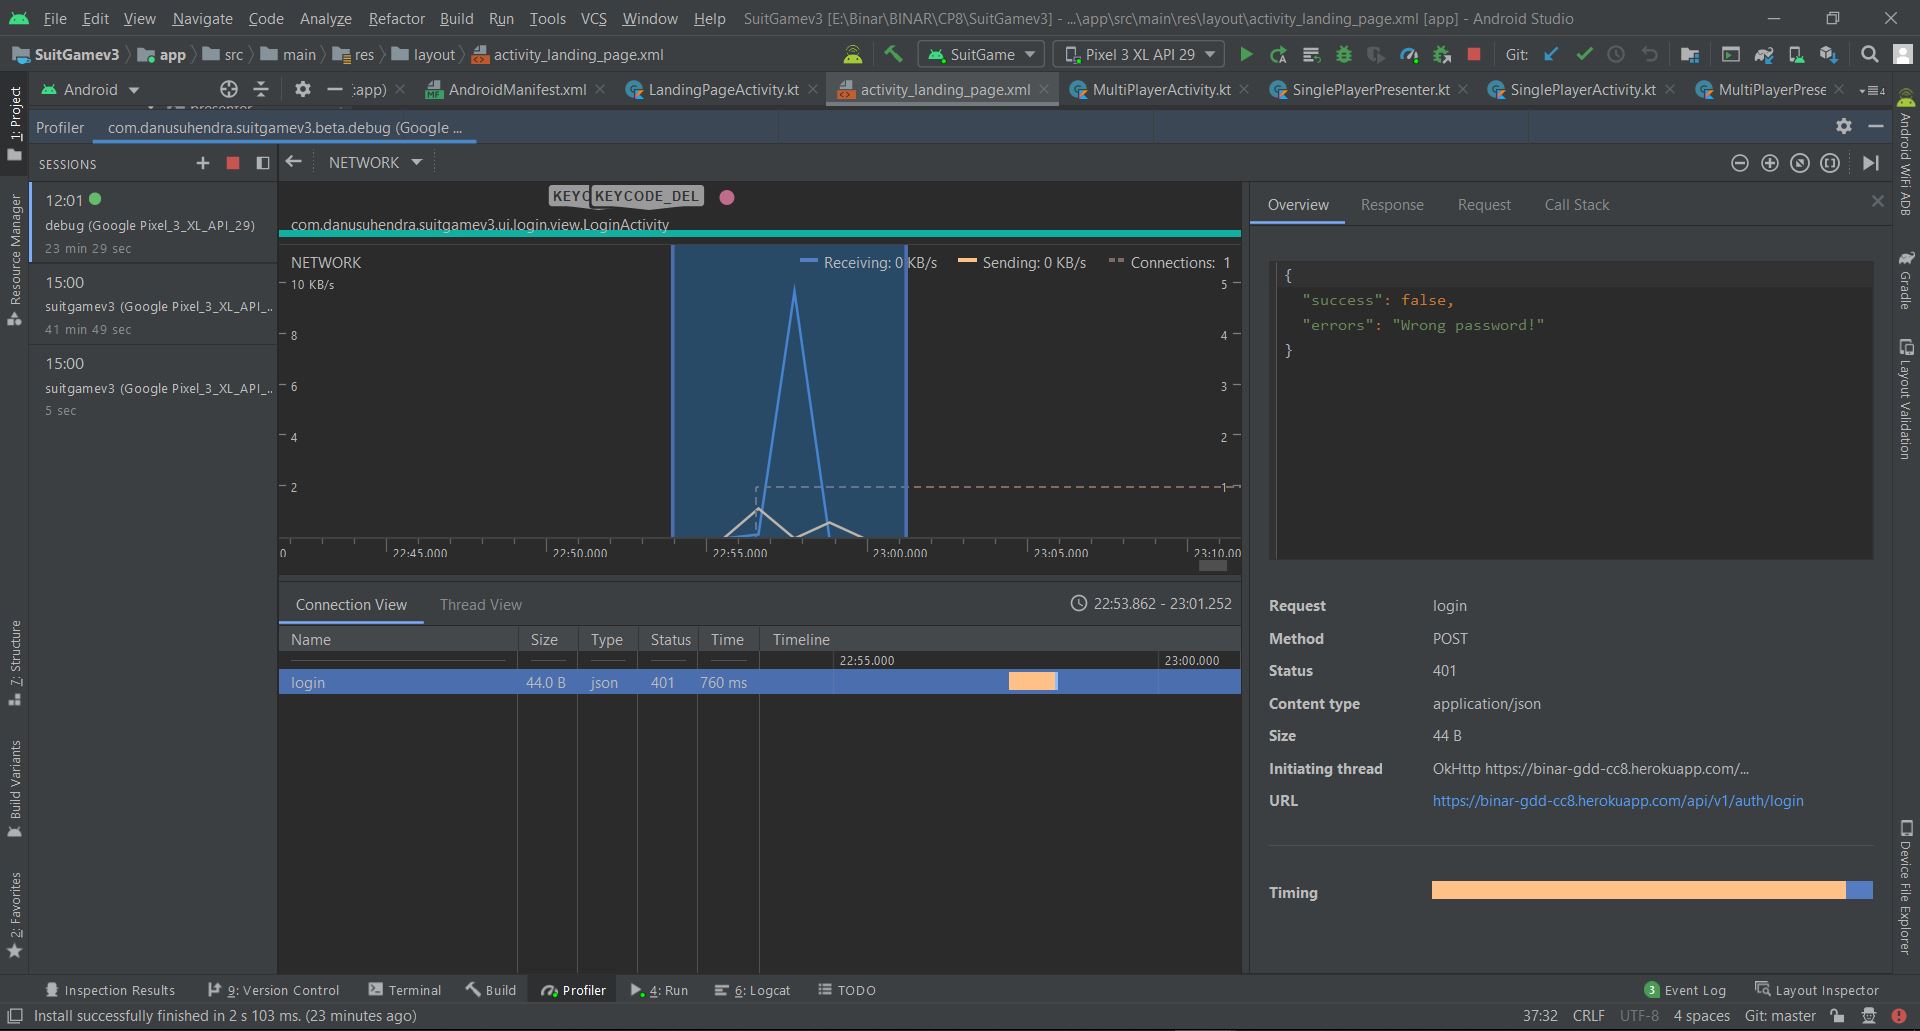 File Edit View Navigate Code Analyze Refactor Build Run Tools VCS Window Help SuitGamev3 [E:\Binar\BINAR\CP8\SuitGamev3] - ...\app\src\main\res\layout\activity_landing_page.xml [app] - Android Studio
SuitGamev3 app src main res layout activity_landing_page.xml SuitGame Pixel 3 XL API 29 Git:
Android :app) AndroidManifest.xml LandingPageActivity.kt activity_landing_page.xml MultiPlayerActivity.kt SinglePlayerPresenter.kt SinglePlayerActivity.kt MultiPlayerPrese 4
Profiler com.danusuhendra.suitgamev3.beta.debug (Google ...
SESSIONS NETWORK
12:01
debug (Google Pixel_3_XL_API_29)
23 min 29 sec
15:00
suitgamev3 (Google Pixel_3_XL_API_..
41 min 49 sec
15:00
suitgamev3 (Google Pixel_3_XL_API_..
5 sec
KEYC KEYCODE_DEL
com.danusuhendra.suitgamev3.ui.login.view.LoginActivity
NETWORK Receiving: 0 KB/s Sending: 0 KB/s Connections: 1
10 KB/s 5
8 4
6 3
4 2
2 1
0 22:45.000 22:50.000 22:55.000 23:00.000 23:05.000 23:10.00
Connection View Thread View 22:53.862 - 23:01.252
Name Size Type Status Time Timeline
22:55.000 23:00.000
login 44.0 B json 401 760 ms
Overview Response Request Call Stack
{
"success": false,
"errors": "Wrong password!"
}
Request login
Method POST
Status 401
Content type application/json
Size 44 B
Initiating thread OkHttp https://binar-gdd-cc8.herokuapp.com/...
URL https://binar-gdd-cc8.herokuapp.com/api/v1/auth/login
Timing
1: Project
Resource Manager
7: Structure
Build Variants
2: Favorites
Android WiFi ADB
Gradle
Layout Validation
Device File Explorer
Inspection Results 9: Version Control Terminal Build Profiler 4: Run 6: Logcat TODO 3 Event Log Layout Inspector
Install successfully finished in 2 s 103 ms. (23 minutes ago) 37:32 CRLF UTF-8 4 spaces Git: master